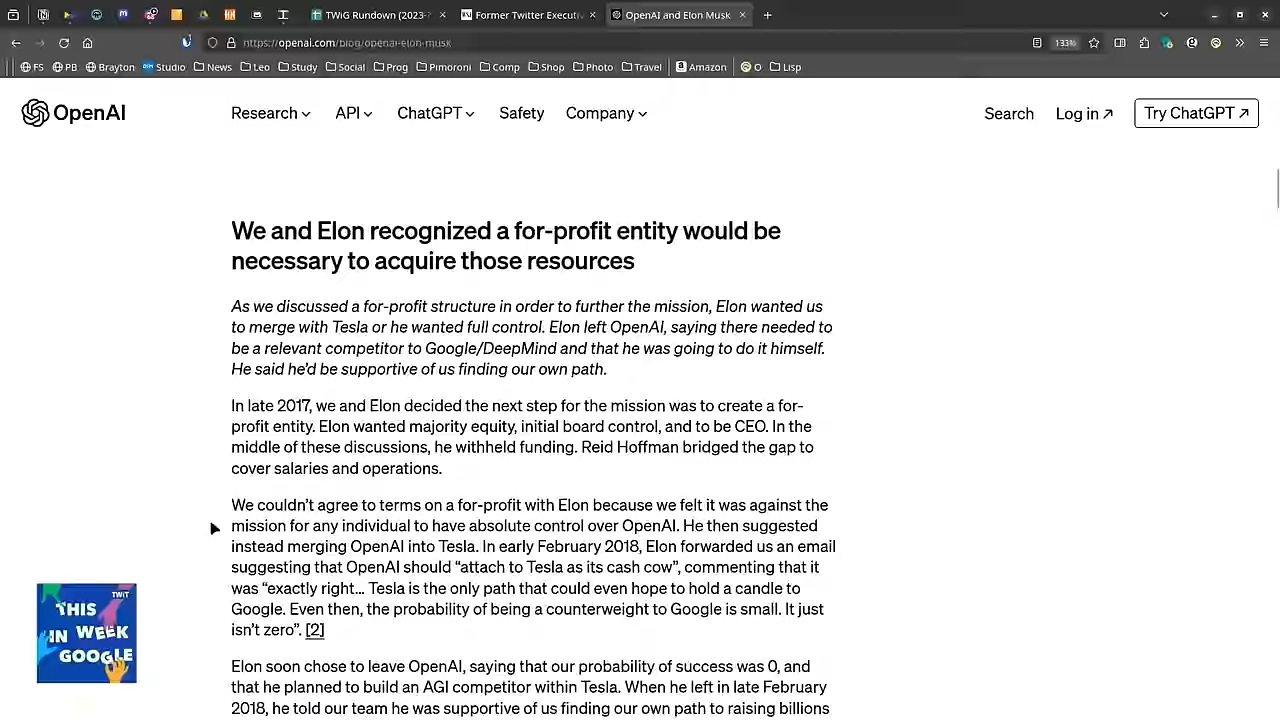 TWiG Rundown (2023-
Former Twitter Executi
OpenAI and Elon Musk
https://openai.com/blog/openai-elon-musk
133%
FS PB Brayton Studio News Leo Study Social Prog Pimoroni Comp Shop Photo Travel Amazon O Lisp
OpenAI Research API ChatGPT Safety Company Search Log in ↗ Try ChatGPT ↗
We and Elon recognized a for-profit entity would be
necessary to acquire those resources
As we discussed a for-profit structure in order to further the mission, Elon wanted us
to merge with Tesla or he wanted full control. Elon left OpenAI, saying there needed to
be a relevant competitor to Google/DeepMind and that he was going to do it himself.
He said he’d be supportive of us finding our own path.
In late 2017, we and Elon decided the next step for the mission was to create a for-
profit entity. Elon wanted majority equity, initial board control, and to be CEO. In the
middle of these discussions, he withheld funding. Reid Hoffman bridged the gap to
cover salaries and operations.
We couldn’t agree to terms on a for-profit with Elon because we felt it was against the
mission for any individual to have absolute control over OpenAI. He then suggested
instead merging OpenAI into Tesla. In early February 2018, Elon forwarded us an email
suggesting that OpenAI should “attach to Tesla as its cash cow”, commenting that it
was “exactly right… Tesla is the only path that could even hope to hold a candle to
Google. Even then, the probability of being a counterweight to Google is small. It just
isn’t zero”. [2]
Elon soon chose to leave OpenAI, saying that our probability of success was 0, and
that he planned to build an AGI competitor within Tesla. When he left in late February
2018, he told our team he was supportive of us finding our own path to raising billions
TWiT
THIS
IN WEEK
GOOGLE